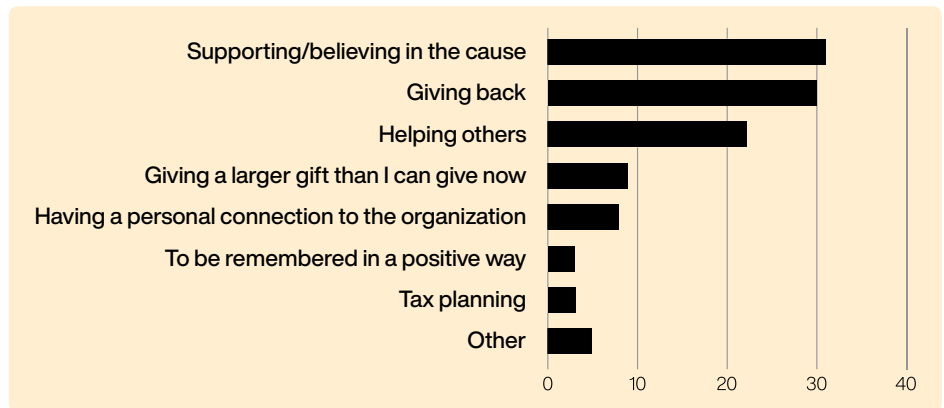 Supporting/believing in the cause
Giving back
Helping others
Giving a larger gift than I can give now
Having a personal connection to the organization
To be remembered in a positive way
Tax planning
Other
0 10 20 30 40